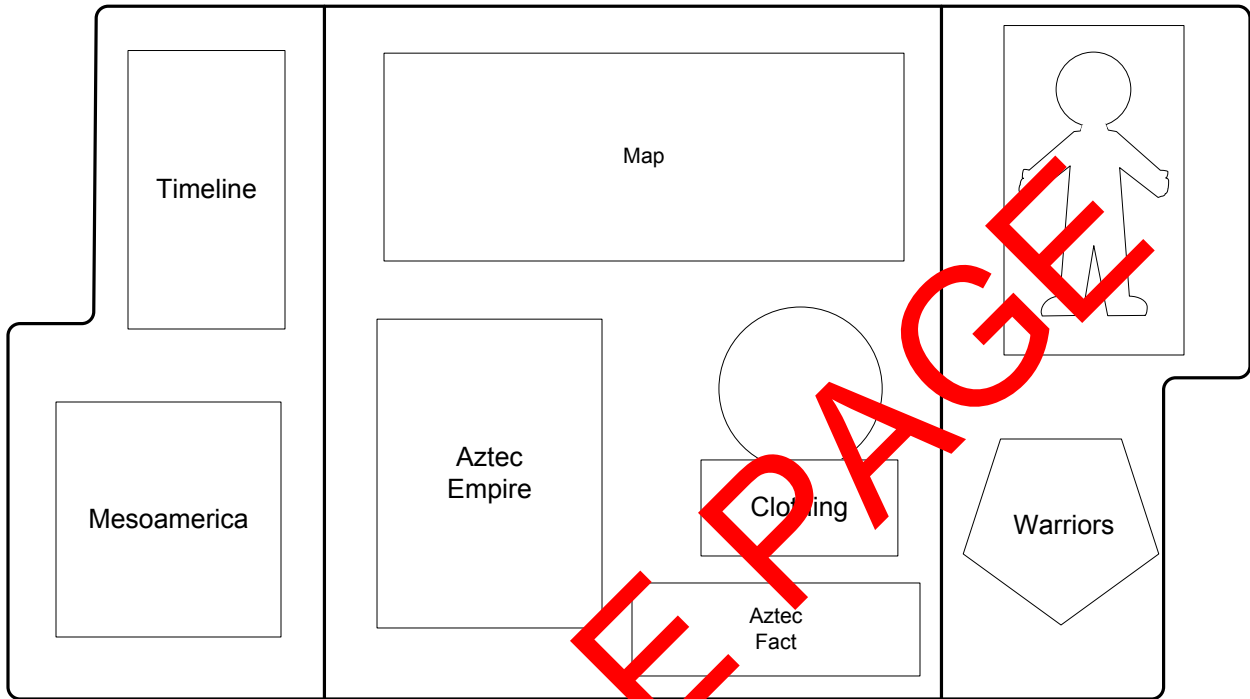 Map
Timeline
Aztec
Empire
Mesoamerica
Clothing
Warriors
Aztec
Fact
E PAGE